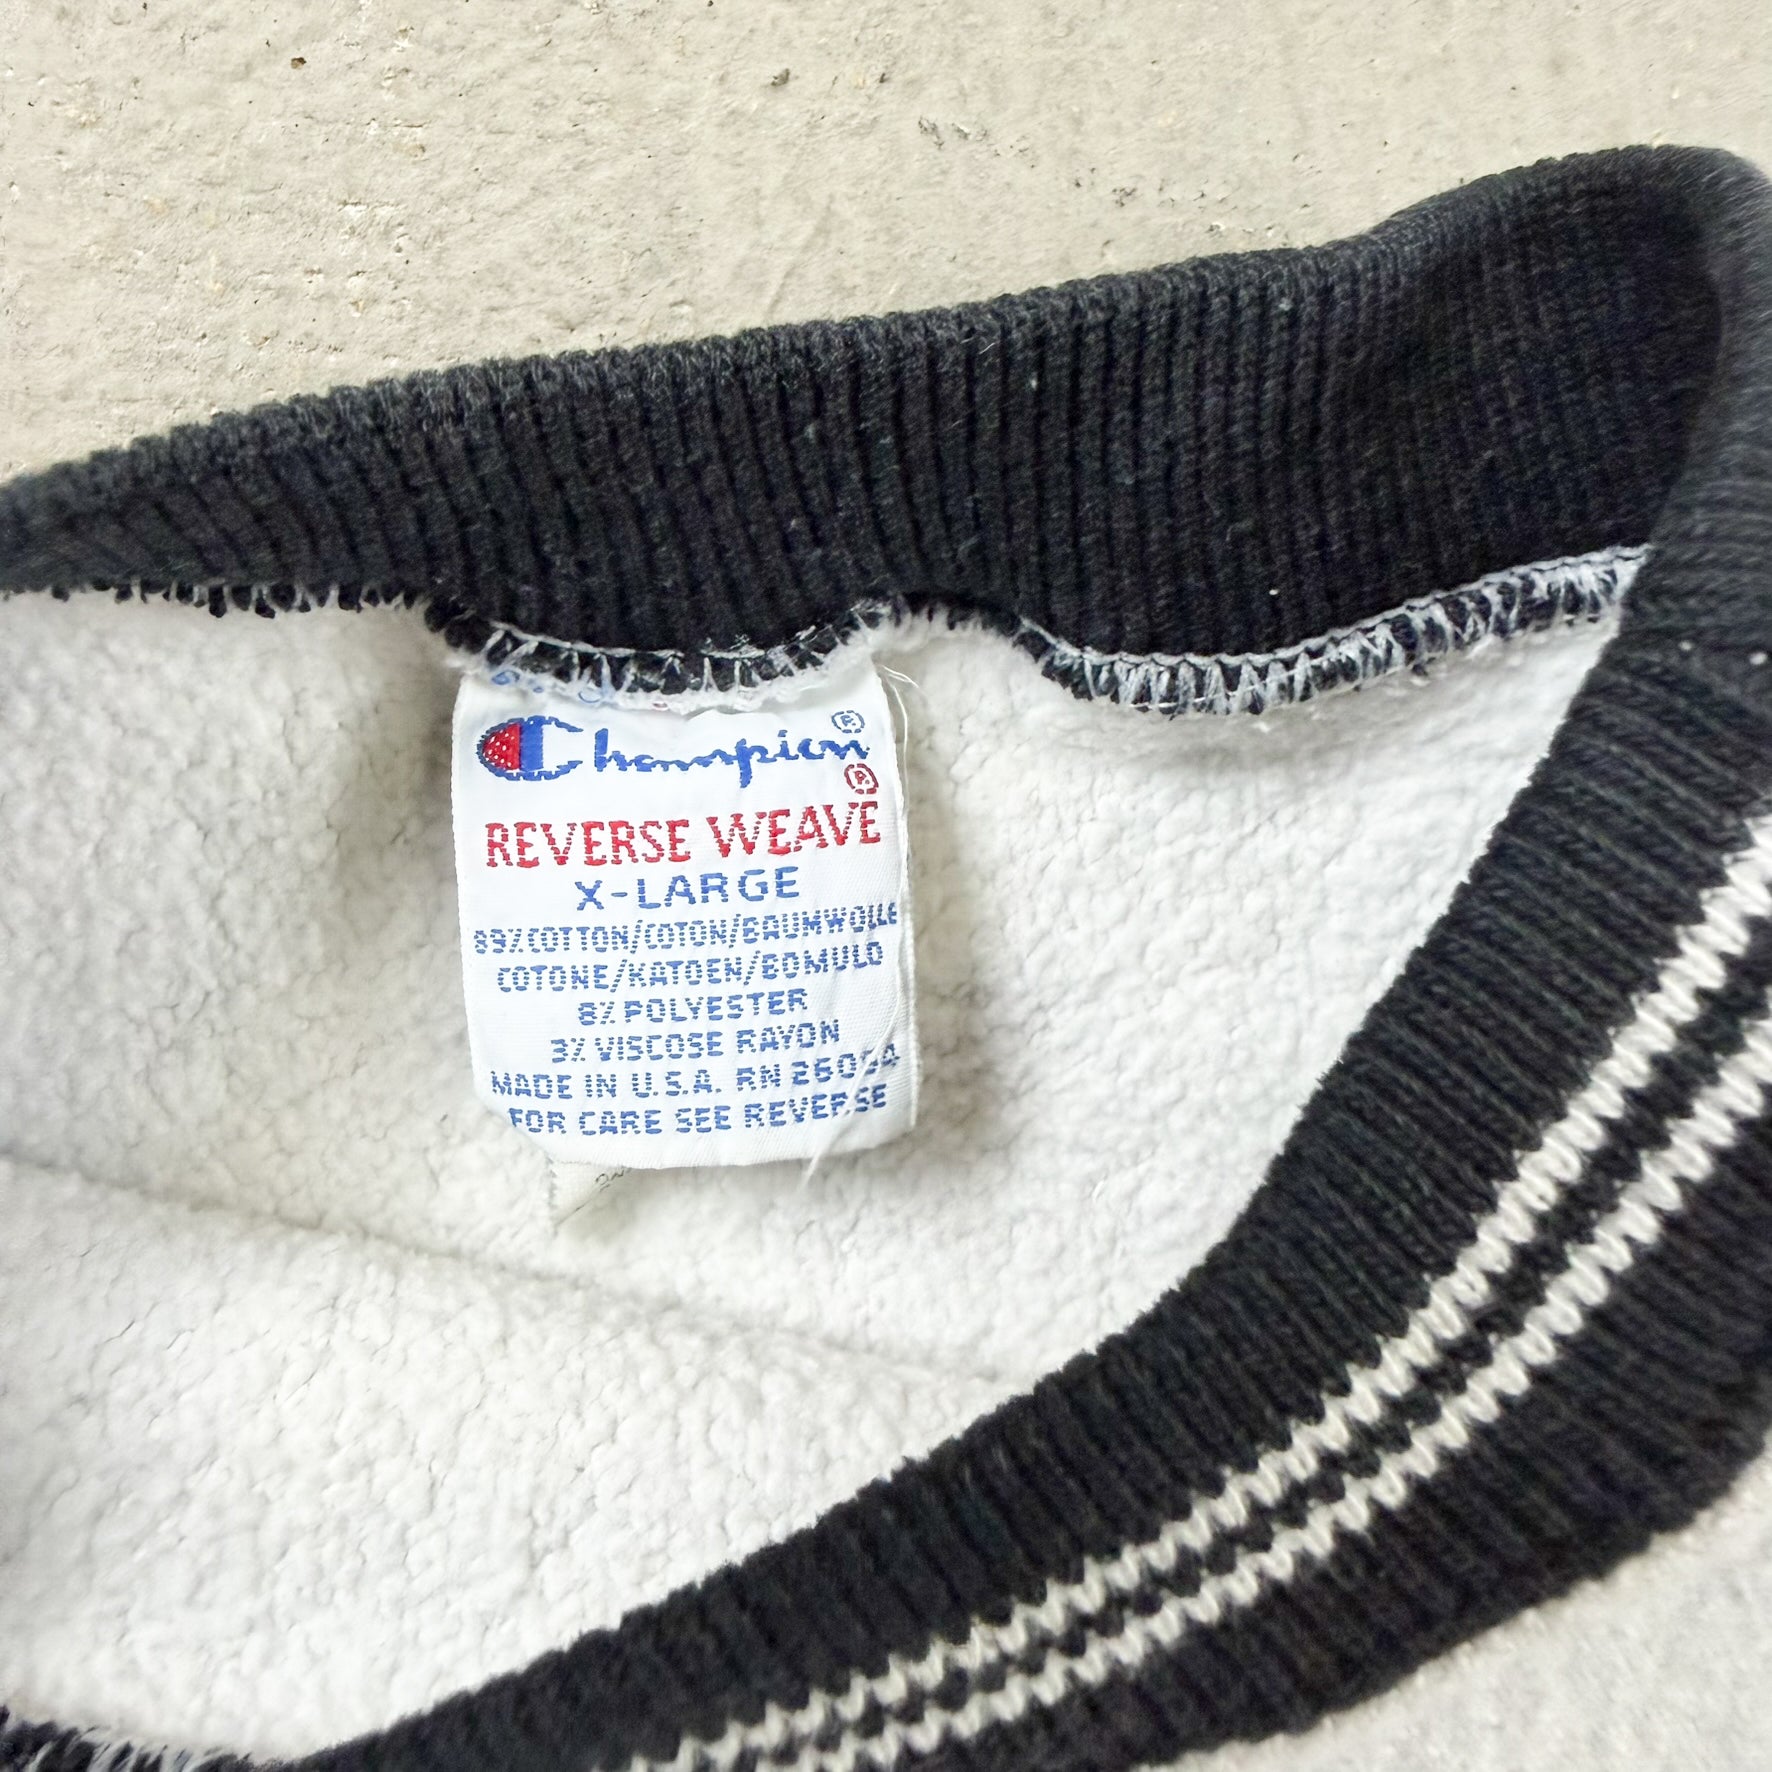 Champion®
®
REVERSE WEAVE
X-LARGE
89% COTTON/COTON/BAUMWOLLE
COTONE/KATOEN/BOMULD
8% POLYESTER
3% VISCOSE RAYON
MADE IN U.S.A. RN 26094
FOR CARE SEE REVERSE